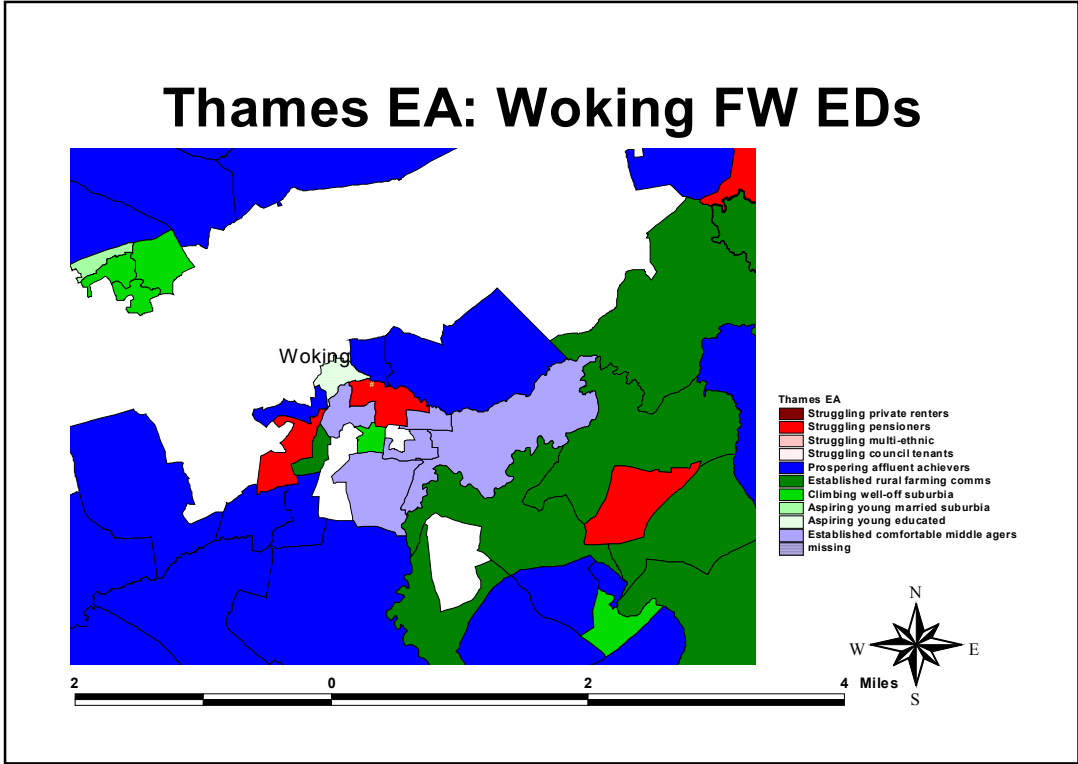 Thames EA: Woking FW EDs
Woking
Thames EA
Struggling private renters
Struggling pensioners
Struggling multi-ethnic
Struggling council tenants
Prospering affluent achievers
Established rural farming comms
Climbing well-off suburbia
Aspiring young married suburbia
Aspiring young educated
Established comfortable middle agers
missing
N
W E
S
2 0 2 4 Miles